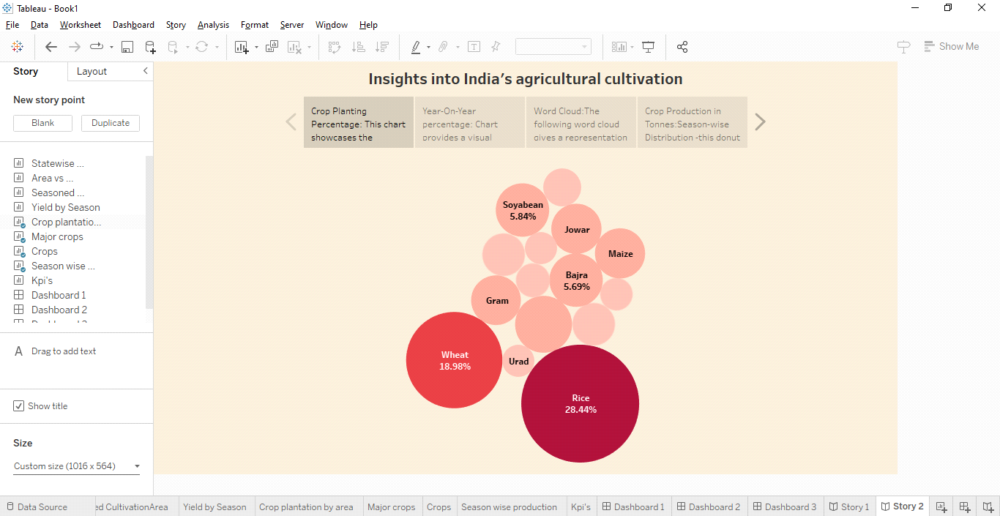 Tableau - Book1
File Data Worksheet Dashboard Story Analysis Format Server Window Help
Show Me
Story Layout
New story point
Blank Duplicate
Statewise ...
Area vs ...
Seasoned ...
Yield by Season
Crop plantatio...
Major crops
Crops
Season wise ...
Kpi's
Dashboard 1
Dashboard 2
A Drag to add text
Show title
Size
Custom size (1016 x 564)
Insights into India's agricultural cultivation
Crop Planting
Percentage: This chart
showcases the
Year-On-Year
percentage: Chart
provides a visual
Word Cloud:The
following word cloud
gives a representation
Crop Production in
Tonnes:Season-wise
Distribution -this donut
Soyabean
5.84%
Jowar
Maize
Bajra
5.69%
Gram
Wheat
18.98%
Urad
Rice
28.44%
Data Source ed CultivationArea Yield by Season Crop plantation by area Major crops Crops Season wise production Kpi's Dashboard 1 Dashboard 2 Dashboard 3 Story 1 Story 2